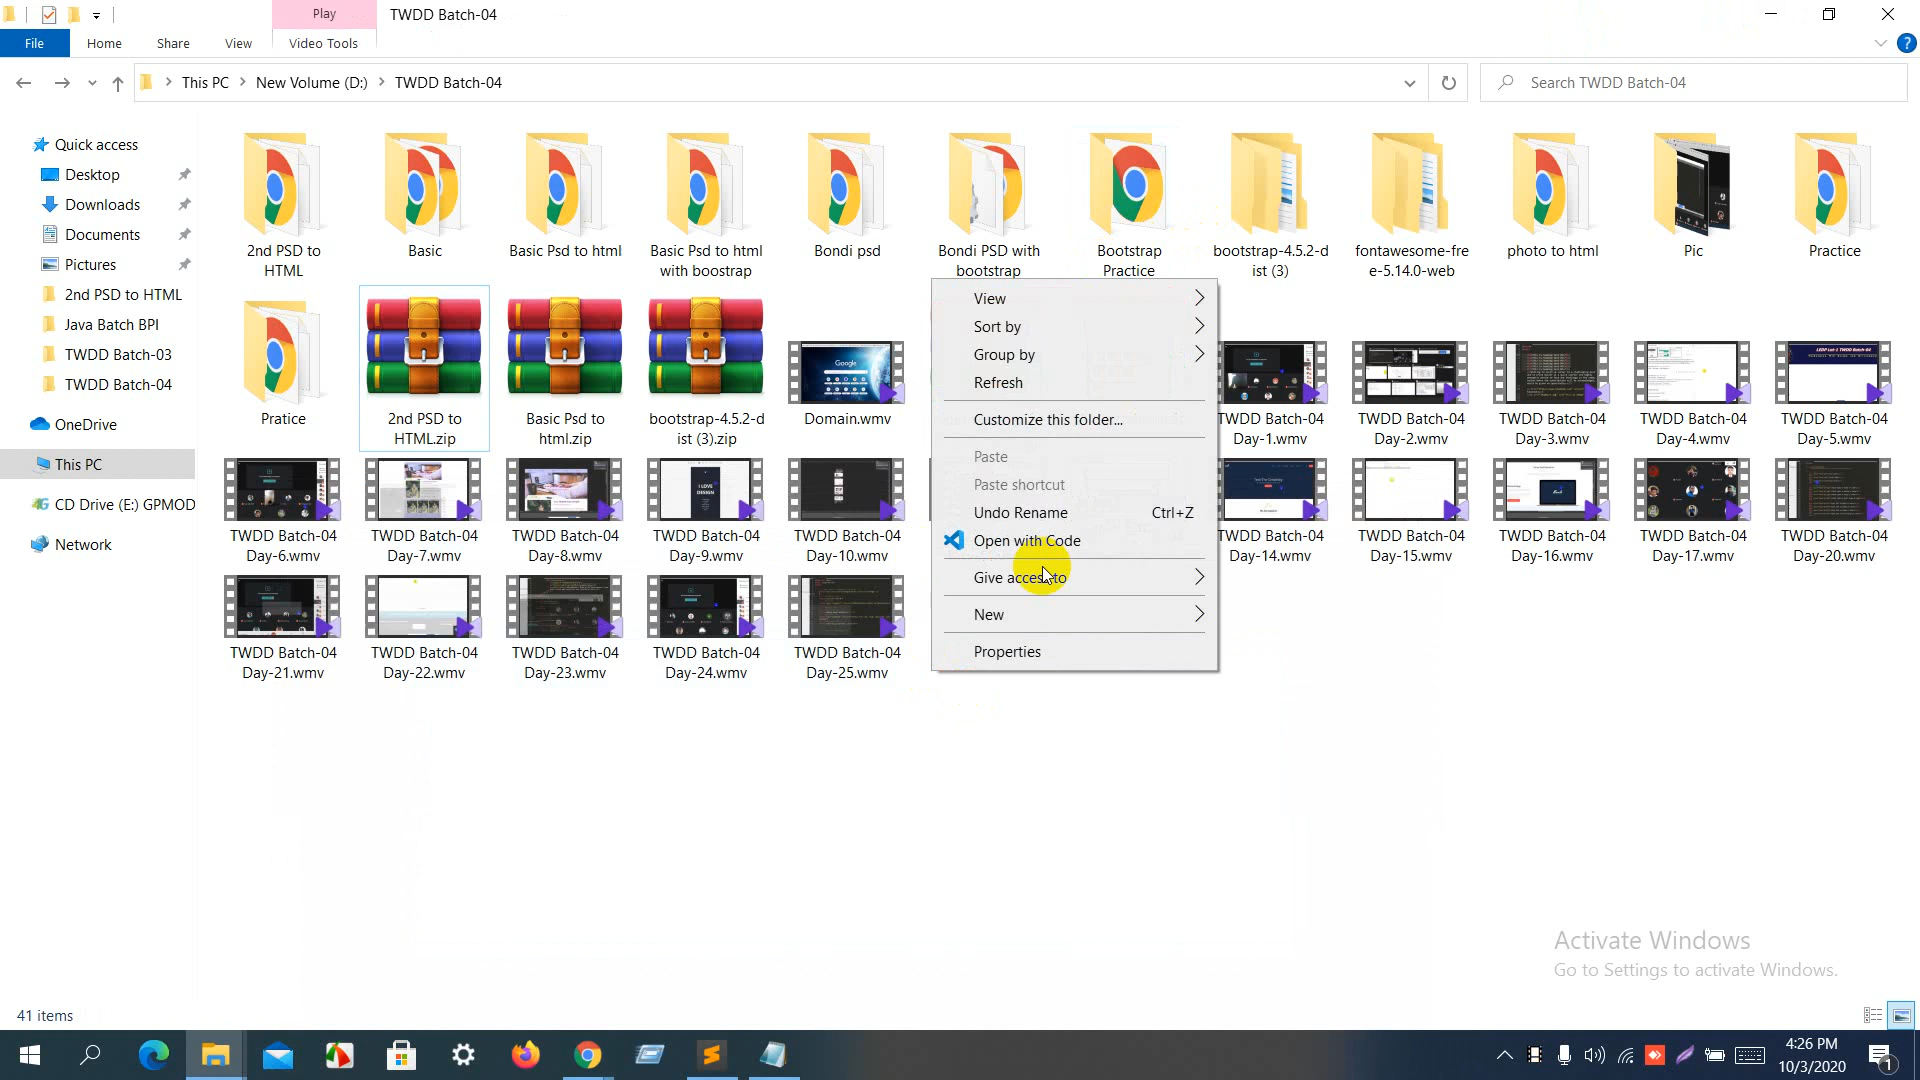 Play
TWDD Batch-04
File
Home
Share
View
Video Tools
?
This PC
New Volume (D:)
TWDD Batch-04
Search TWDD Batch-04
Quick access
Desktop
Downloads
Documents
Pictures
2nd PSD to HTML
Java Batch BPI
TWDD Batch-03
TWDD Batch-04
OneDrive
This PC
CD Drive (E:) GPMOD
Network
2nd PSD to
HTML
Basic
Basic Psd to html
Basic Psd to html
with boostrap
Bondi psd
Bondi PSD with
bootstrap
Bootstrap
Practice
bootstrap-4.5.2-d
ist (3)
fontawesome-fre
e-5.14.0-web
photo to html
Pic
Practice
Pratice
2nd PSD to
HTML.zip
Basic Psd to
html.zip
bootstrap-4.5.2-d
ist (3).zip
Google
Domain.wmv
TWDD Batch-04
Day-1.wmv
TWDD Batch-04
Day-2.wmv
TWDD Batch-04
Day-3.wmv
TWDD Batch-04
Day-4.wmv
TWDD Batch-04
Day-5.wmv
TWDD Batch-04
Day-6.wmv
TWDD Batch-04
Day-7.wmv
TWDD Batch-04
Day-8.wmv
I LOVE
DESIGN
TWDD Batch-04
Day-9.wmv
TWDD Batch-04
Day-10.wmv
TWDD Batch-04
Day-14.wmv
TWDD Batch-04
Day-15.wmv
TWDD Batch-04
Day-16.wmv
TWDD Batch-04
Day-17.wmv
TWDD Batch-04
Day-20.wmv
TWDD Batch-04
Day-21.wmv
TWDD Batch-04
Day-22.wmv
TWDD Batch-04
Day-23.wmv
TWDD Batch-04
Day-24.wmv
TWDD Batch-04
Day-25.wmv
View
Sort by
Group by
Refresh
Customize this folder...
Paste
Paste shortcut
Undo Rename Ctrl+Z
Open with Code
Give access to
New
Properties
Activate Windows
Go to Settings to activate Windows.
41 items
4:26 PM
10/3/2020
1